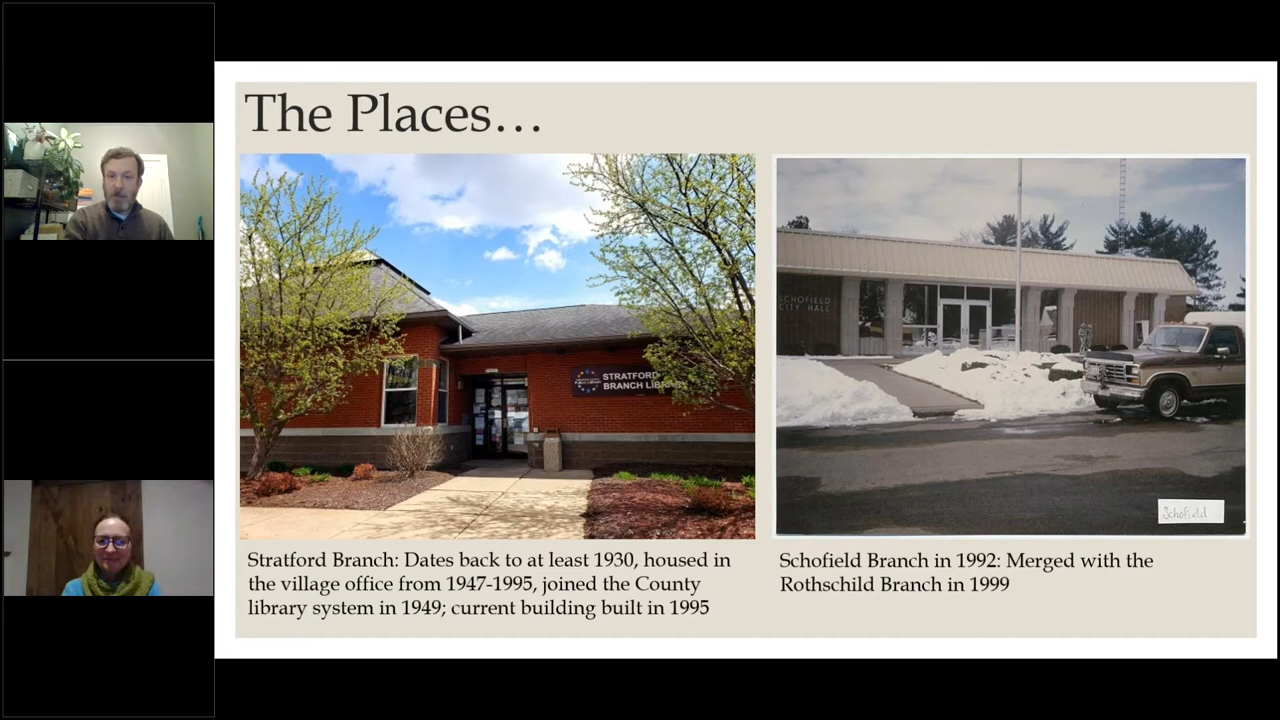 The Places…
STRATFORD
BRANCH LIBRARY
SCHOFIELD
CITY HALL
Schofield
Stratford Branch: Dates back to at least 1930, housed in
the village office from 1947-1995, joined the County
library system in 1949; current building built in 1995
Schofield Branch in 1992: Merged with the
Rothschild Branch in 1999